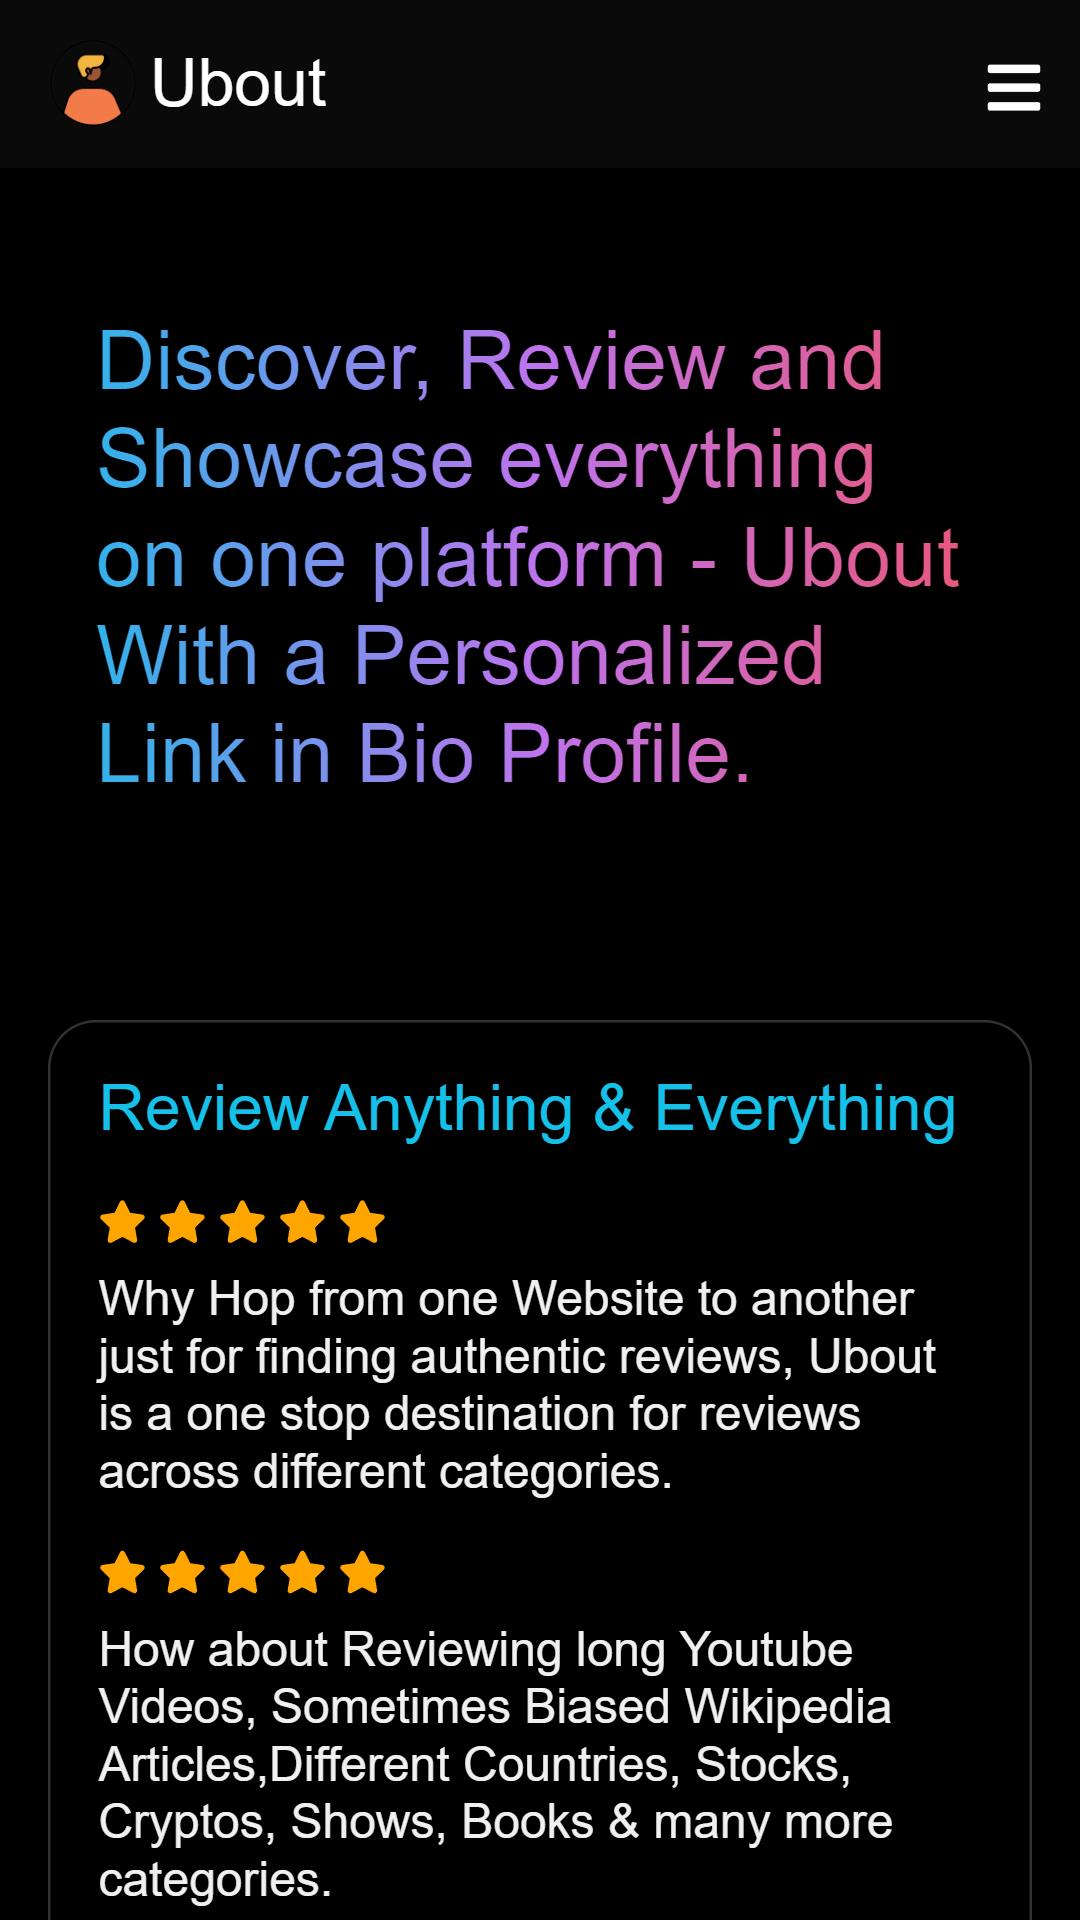 Ubout
Discover, Review and
Showcase everything
on one platform - Ubout
With a Personalized
Link in Bio Profile.
Review Anything & Everything
Why Hop from one Website to another
just for finding authentic reviews, Ubout
is a one stop destination for reviews
across different categories.
How about Reviewing long Youtube
Videos, Sometimes Biased Wikipedia
Articles,Different Countries, Stocks,
Cryptos, Shows, Books & many more
categories.